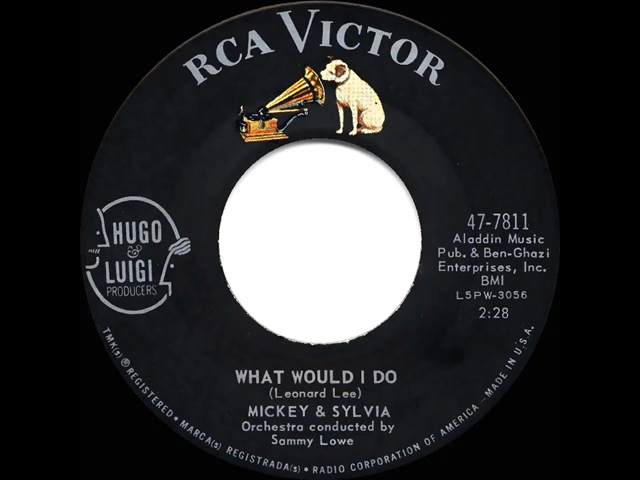 RCA VICTOR
HUGO
&
LUIGI
PRODUCERS
47-7811
Aladdin Music
Pub. & Ben-Ghazi
Enterprises, Inc.
BMI
L5PW-3056
2:28
WHAT WOULD I DO
(Leonard Lee)
MICKEY & SYLVIA
Orchestra conducted by
Sammy Lowe
TMK(s) ® REGISTERED • MARCA(s) REGISTRADA(s) • RADIO CORPORATION OF AMERICA – MADE IN U.S.A.